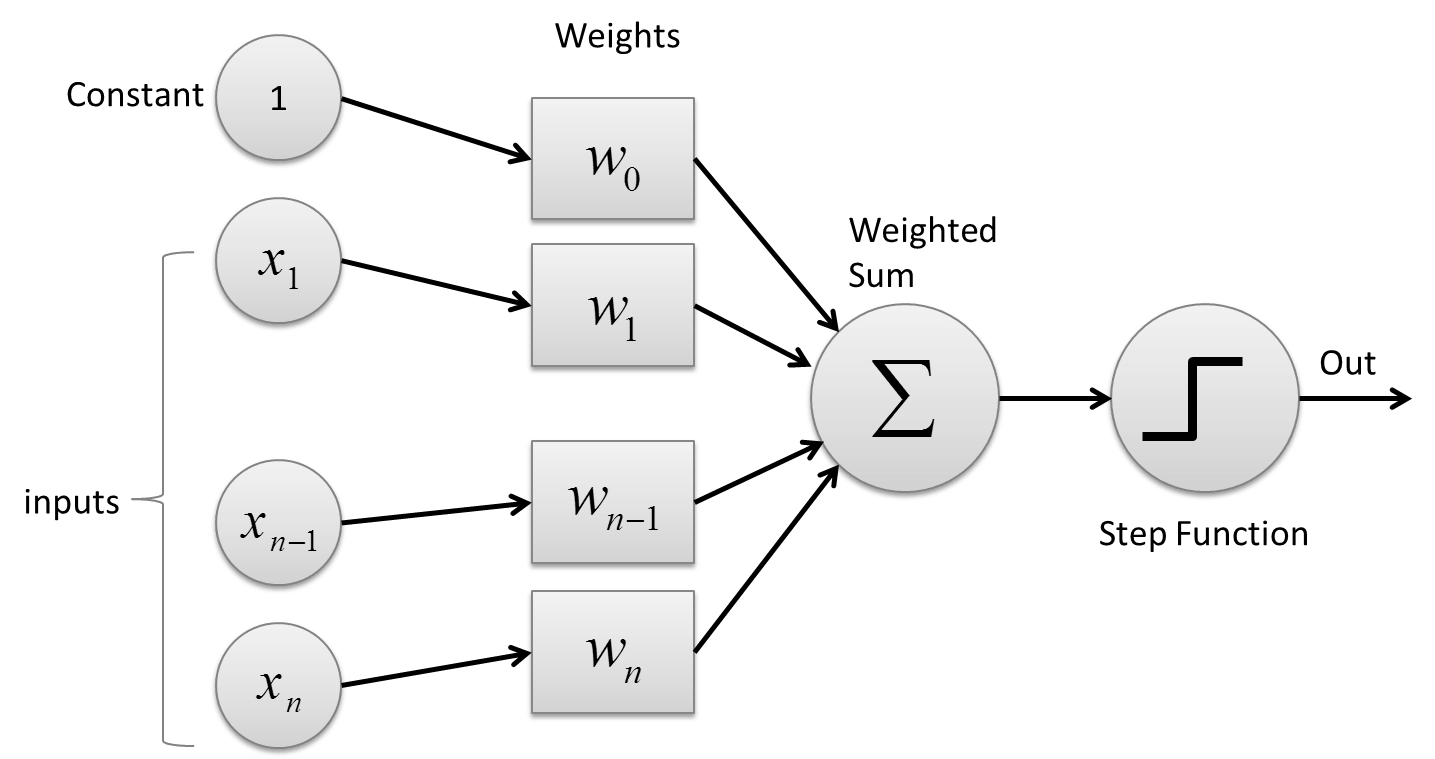 Weights
Constant
1
w₀
x₁
w₁
Weighted
Sum
Σ
Out
inputs
xₙ₋₁
wₙ₋₁
Step Function
xₙ
wₙ